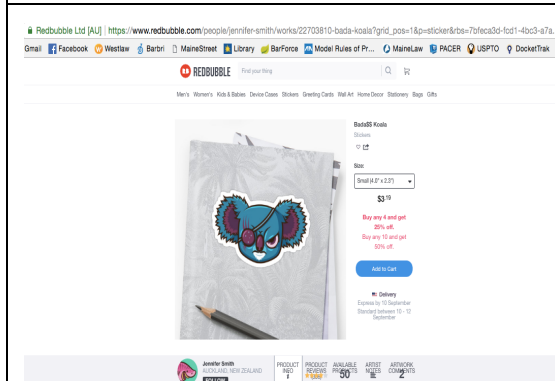 Redbubble Ltd [AU] | https://www.redbubble.com/people/jennifer-smith/works/22703810-bada-koala?grid_pos=1&p=sticker&rbs=7bfeca3d-fcd1-4bc3-a7a.
Gmail Facebook Westlaw Barbri MaineStreet Library BarForce Model Rules of Pr... MaineLaw PACER USPTO DocketTrak
REDBUBBLE Find your thing
Men's Women's Kids & Babies Device Cases Stickers Greeting Cards Wall Art Home Decor Stationery Bags Gifts
Bada$$ Koala
Stickers
Size:
Small (4.0" x 2.3")
$3.19
Buy any 4 and get
25% off.
Buy any 10 and get
50% off.
Add to Cart
Delivery
Express by 10 September
Standard between 10 - 13
September
Jennifer Smith
AUCKLAND, NEW ZEALAND
FOLLOW
PRODUCT INFO
PRODUCT REVIEWS
AVAILABLE PRODUCTS
50
ARTIST NOTES
ARTWORK COMMENTS
2